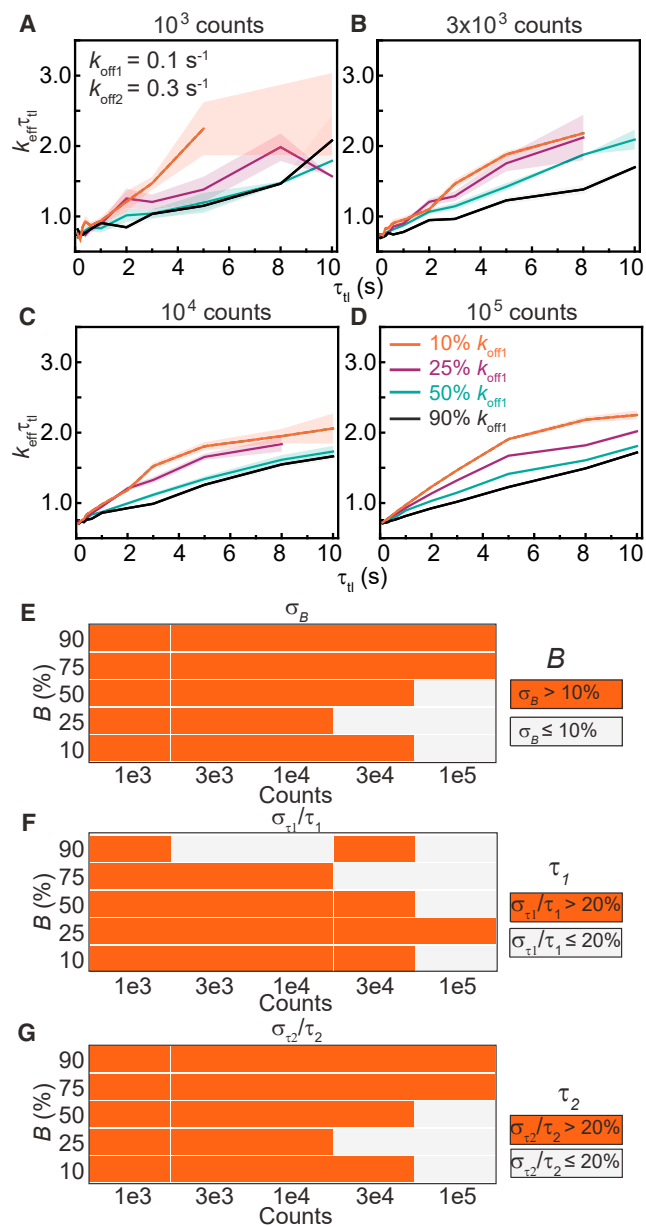 A 10³ counts
k_off1 = 0.1 s⁻¹
k_off2 = 0.3 s⁻¹
k_effτ_tl
3.0
2.0
1.0
0 2 4 6 8 10
B 3x10³ counts
3.0
2.0
1.0
0 2 4 6 8 10
τ_tl (s)
C 10⁴ counts
k_effτ_tl
3.0
2.0
1.0
0 2 4 6 8 10
D 10⁵ counts
10% k_off1
25% k_off1
50% k_off1
90% k_off1
3.0
2.0
1.0
0 2 4 6 8 10
τ_tl (s)
E σ_B
B (%)
90
75
50
25
10
1e3 3e3 1e4 3e4 1e5
Counts
B
σ_B > 10%
σ_B ≤ 10%
F σ_τ1/τ_1
B (%)
90
75
50
25
10
1e3 3e3 1e4 3e4 1e5
Counts
τ_1
σ_τ1/τ_1 > 20%
σ_τ1/τ_1 ≤ 20%
G σ_τ2/τ_2
B (%)
90
75
50
25
10
1e3 3e3 1e4 3e4 1e5
Counts
τ_2
σ_τ2/τ_2 > 20%
σ_τ2/τ_2 ≤ 20%